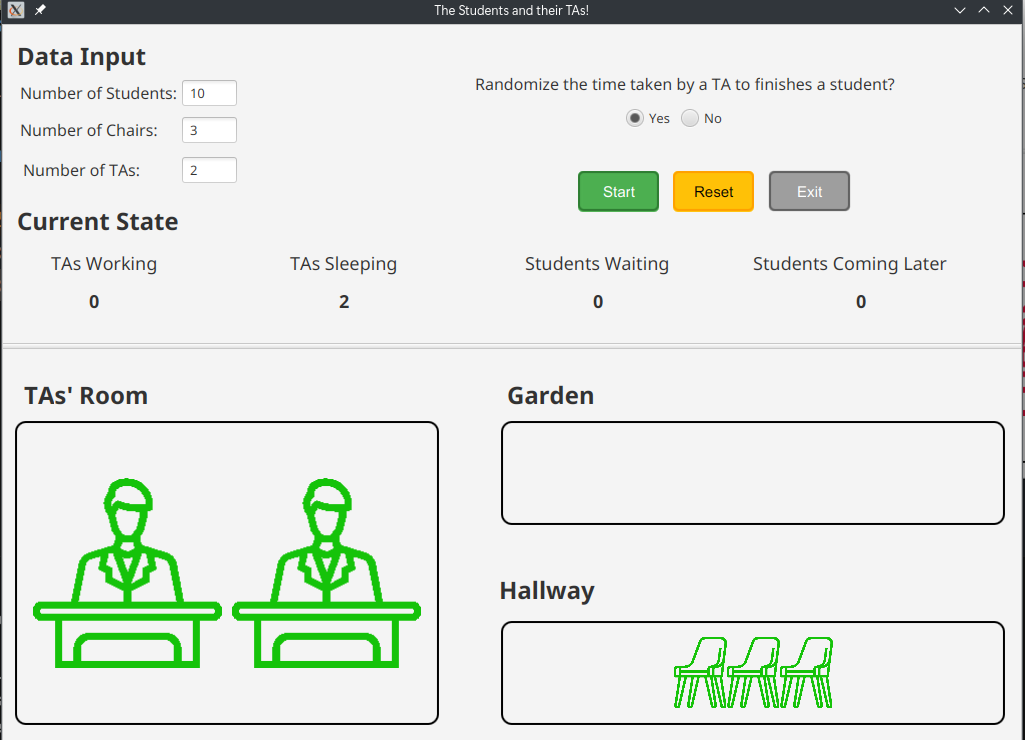 The Students and their TAs!
Data Input
Number of Students: 10
Number of Chairs: 3
Number of TAs: 2
Randomize the time taken by a TA to finishes a student?
Yes No
Start Reset Exit
Current State
TAs Working TAs Sleeping Students Waiting Students Coming Later
0 2 0 0
TAs' Room
Garden
Hallway